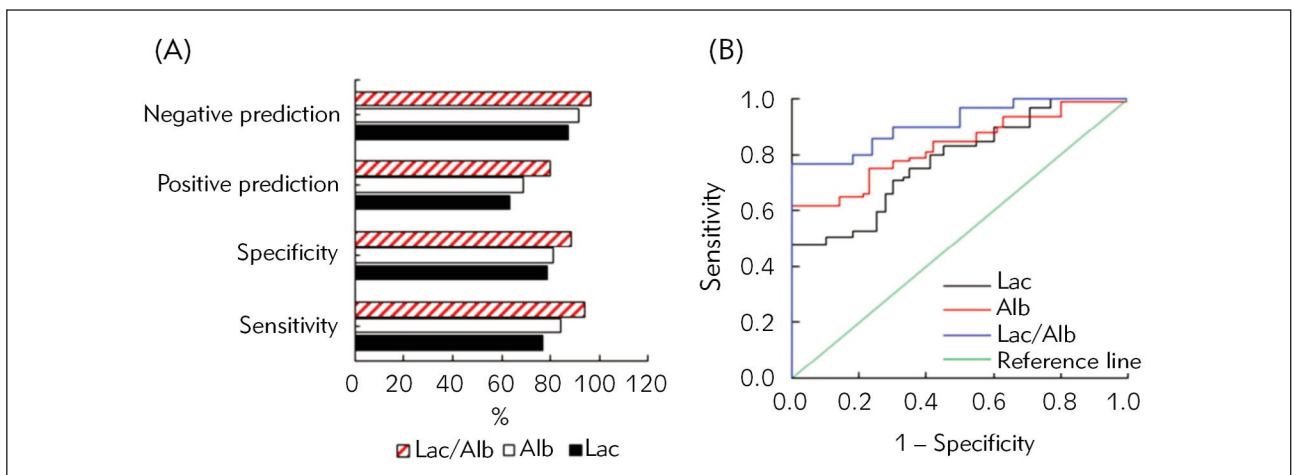 (A)
Negative prediction
Positive prediction
Specificity
Sensitivity
0 20 40 60 80 100 120
%
Lac/Alb Alb Lac
(B)
Sensitivity
1.0
0.8
0.6
0.4
0.2
0.0
Lac
Alb
Lac/Alb
Reference line
0.0 0.2 0.4 0.6 0.8 1.0
1 – Specificity